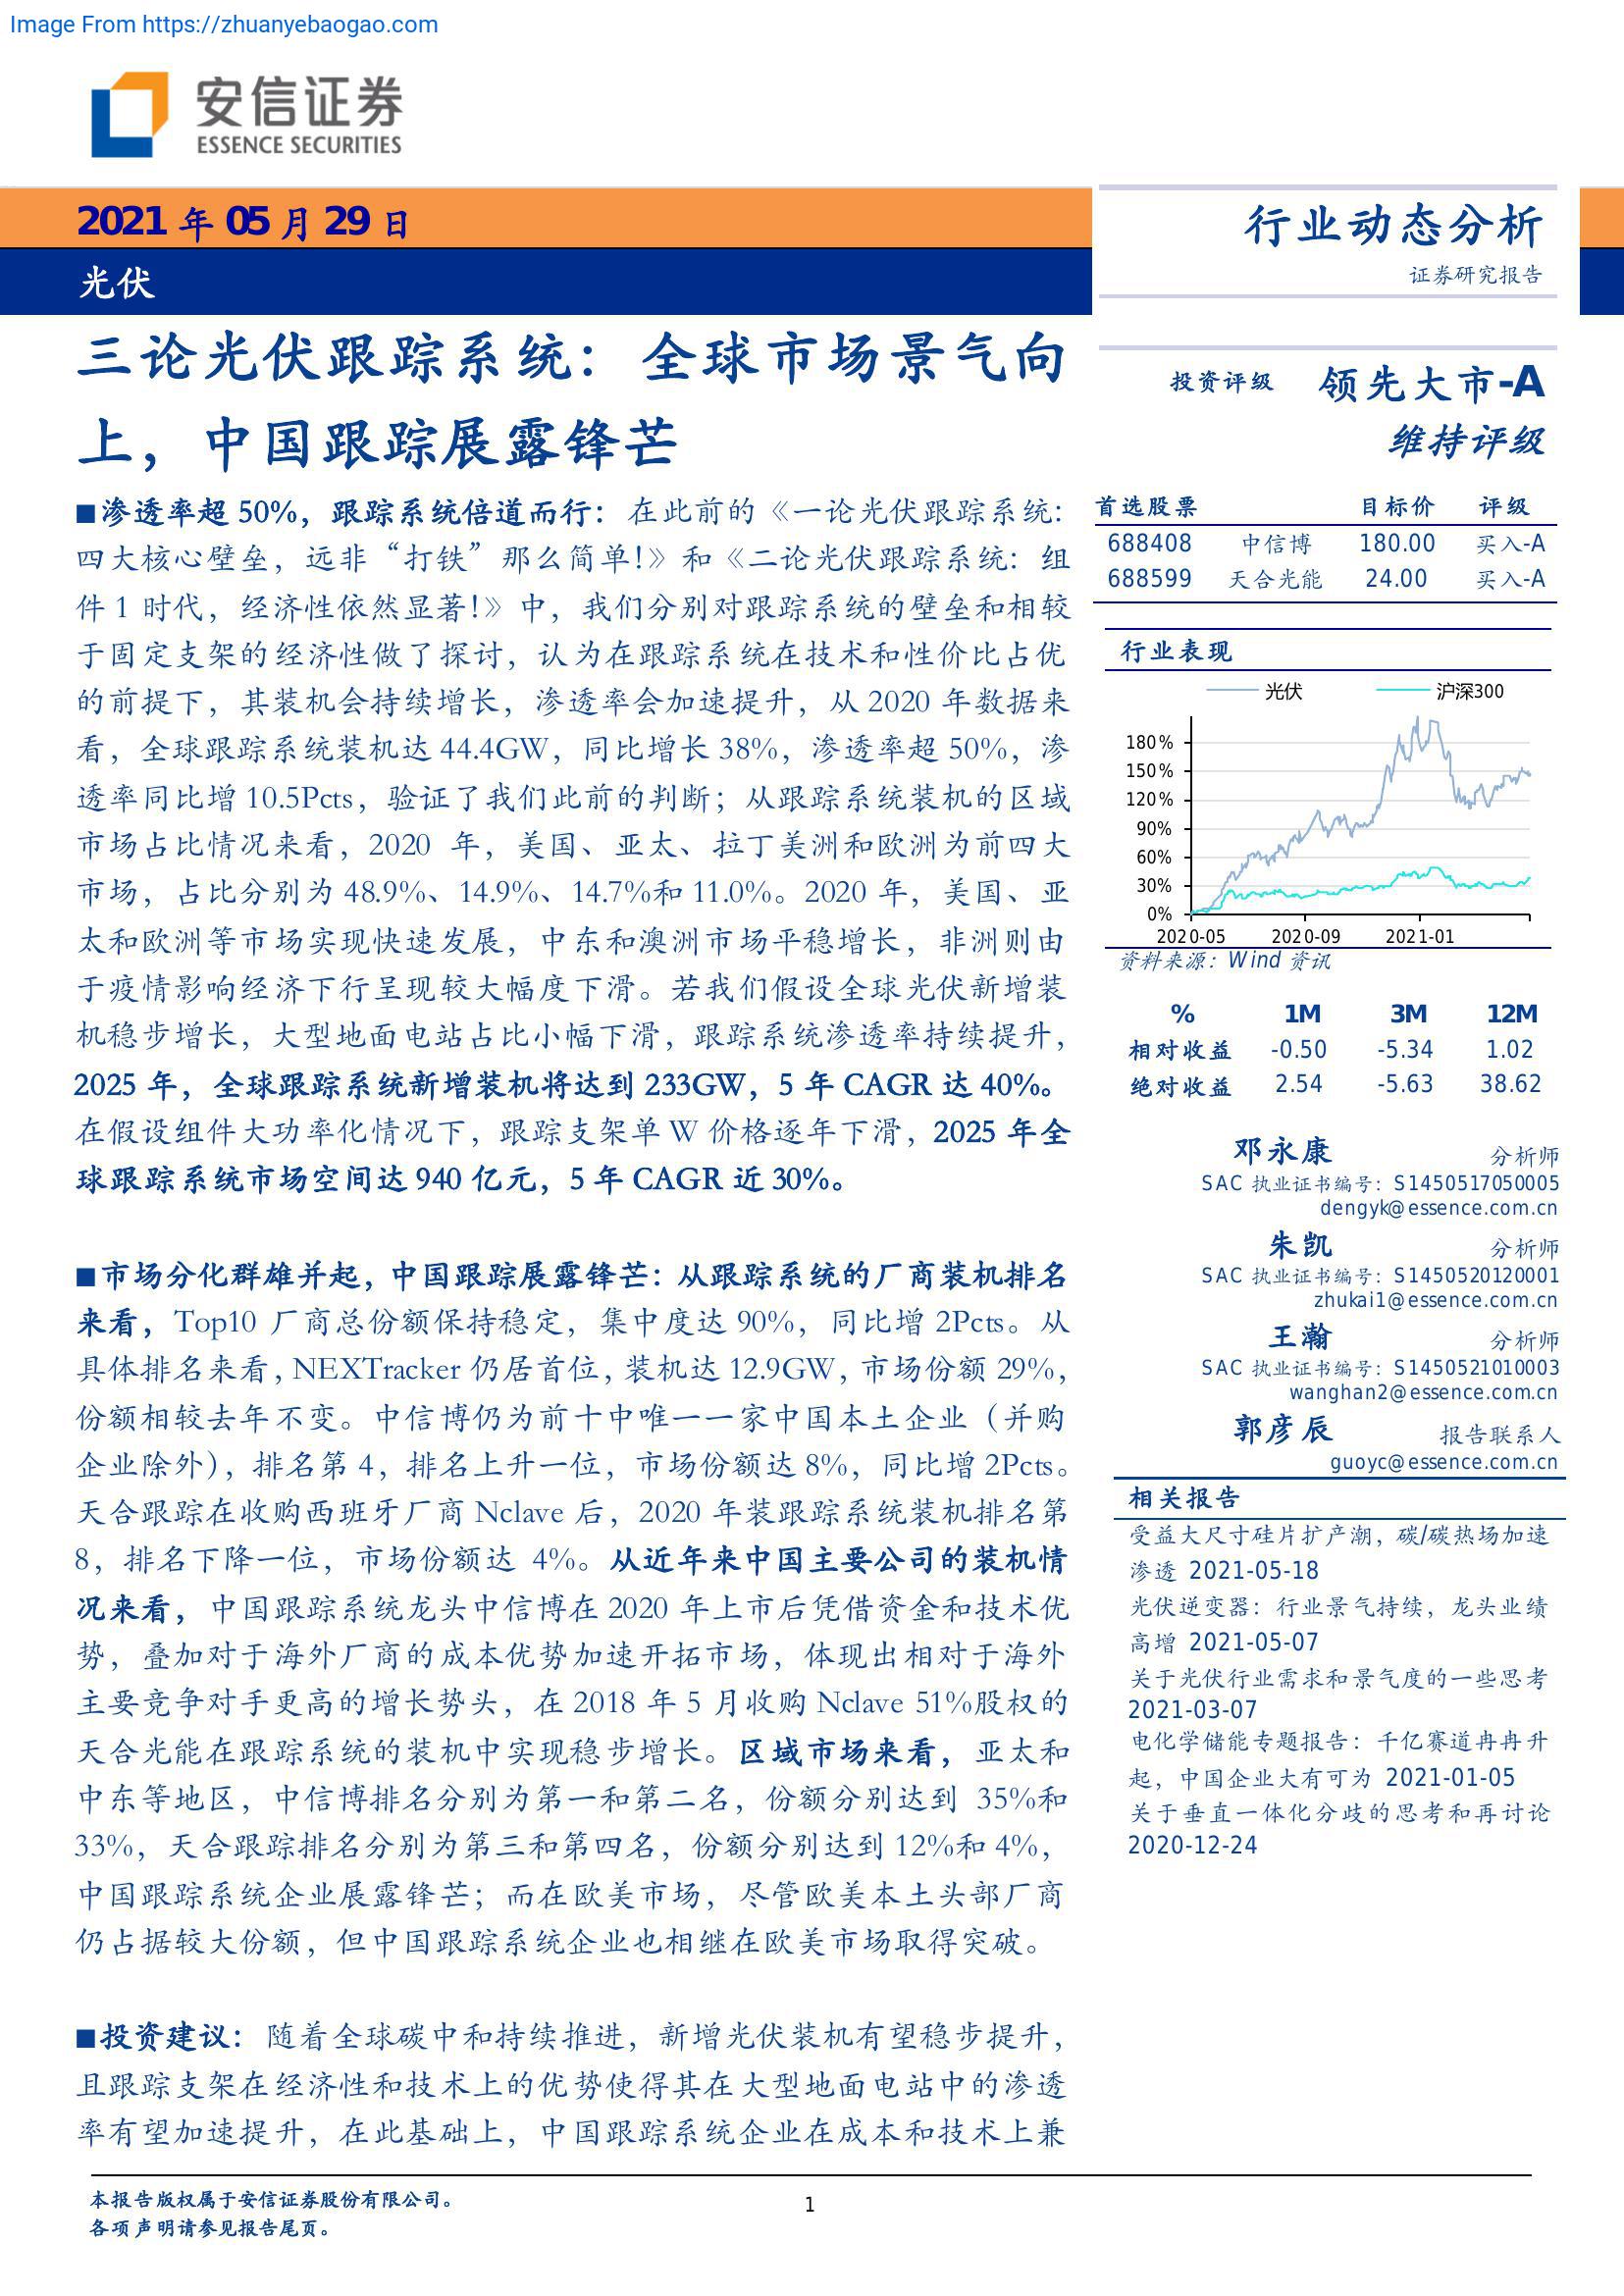 Image From https://zhuanyebaogao.com
安信证券
ESSENCE SECURITIES
2021 年 05 月 29 日
光伏
行业动态分析
证券研究报告
三论光伏跟踪系统：全球市场景气向
上，中国跟踪展露锋芒
■渗透率超 50%，跟踪系统倍道而行：在此前的《一论光伏跟踪系统：
四大核心壁垒，远非“打铁”那么简单！》和《二论光伏跟踪系统：组
件 1 时代，经济性依然显著！》中，我们分别对跟踪系统的壁垒和相较
于固定支架的经济性做了探讨，认为在跟踪系统在技术和性价比占优
的前提下，其装机会持续增长，渗透率会加速提升，从 2020 年数据来
看，全球跟踪系统装机达 44.4GW，同比增长 38%，渗透率超 50%，渗
透率同比增 10.5Pcts，验证了我们此前的判断；从跟踪系统装机的区域
市场占比情况来看，2020 年，美国、亚太、拉丁美洲和欧洲为前四大
市场，占比分别为 48.9%、14.9%、14.7%和 11.0%。2020 年，美国、亚
太和欧洲等市场实现快速发展，中东和澳洲市场平稳增长，非洲则由
于疫情影响经济下行呈现较大幅度下滑。若我们假设全球光伏新增装
机稳步增长，大型地面电站占比小幅下滑，跟踪系统渗透率持续提升，
2025 年，全球跟踪系统新增装机将达到 233GW，5 年 CAGR 达 40%。
在假设组件大功率化情况下，跟踪支架单 W 价格逐年下滑，2025 年全
球跟踪系统市场空间达 940 亿元，5 年 CAGR 近 30%。
■市场分化群雄并起，中国跟踪展露锋芒：从跟踪系统的厂商装机排名
来看，Top10 厂商总份额保持稳定，集中度达 90%，同比增 2Pcts。从
具体排名来看，NEXTracker 仍居首位，装机达 12.9GW，市场份额 29%，
份额相较去年不变。中信博仍为前十中唯一一家中国本土企业（并购
企业除外），排名第 4，排名上升一位，市场份额达 8%，同比增 2Pcts。
天合跟踪在收购西班牙厂商 Nclave 后，2020 年装跟踪系统装机排名第
8，排名下降一位，市场份额达 4%。从近年来中国主要公司的装机情
况来看，中国跟踪系统龙头中信博在 2020 年上市后凭借资金和技术优
势，叠加对于海外厂商的成本优势加速开拓市场，体现出相对于海外
主要竞争对手更高的增长势头，在 2018 年 5 月收购 Nclave 51%股权的
天合光能在跟踪系统的装机中实现稳步增长。区域市场来看，亚太和
中东等地区，中信博排名分别为第一和第二名，份额分别达到 35%和
33%，天合跟踪排名分别为第三和第四名，份额分别达到 12%和 4%，
中国跟踪系统企业展露锋芒；而在欧美市场，尽管欧美本土头部厂商
仍占据较大份额，但中国跟踪系统企业也相继在欧美市场取得突破。
■投资建议：随着全球碳中和持续推进，新增光伏装机有望稳步提升，
且跟踪支架在经济性和技术上的优势使得其在大型地面电站中的渗透
率有望加速提升，在此基础上，中国跟踪系统企业在成本和技术上兼
投资评级 领先大市-A
维持评级
首选股票 目标价 评级
688408 中信博 180.00 买入-A
688599 天合光能 24.00 买入-A
行业表现
光伏 沪深300
180%
150%
120%
90%
60%
30%
0%
2020-05 2020-09 2021-01
资料来源：Wind 资讯
% 1M 3M 12M
相对收益 -0.50 -5.34 1.02
绝对收益 2.54 -5.63 38.62
邓永康 分析师
SAC 执业证书编号：S1450517050005
dengyk@essence.com.cn
朱凯 分析师
SAC 执业证书编号：S1450520120001
zhukai1@essence.com.cn
王瀚 分析师
SAC 执业证书编号：S1450521010003
wanghan2@essence.com.cn
郭彦辰 报告联系人
guoyc@essence.com.cn
相关报告
受益大尺寸硅片扩产潮，碳/碳热场加速
渗透 2021-05-18
光伏逆变器：行业景气持续，龙头业绩
高增 2021-05-07
关于光伏行业需求和景气度的一些思考
2021-03-07
电化学储能专题报告：千亿赛道冉冉升
起，中国企业大有可为 2021-01-05
关于垂直一体化分歧的思考和再讨论
2020-12-24
本报告版权属于安信证券股份有限公司。
各项声明请参见报告尾页。
1